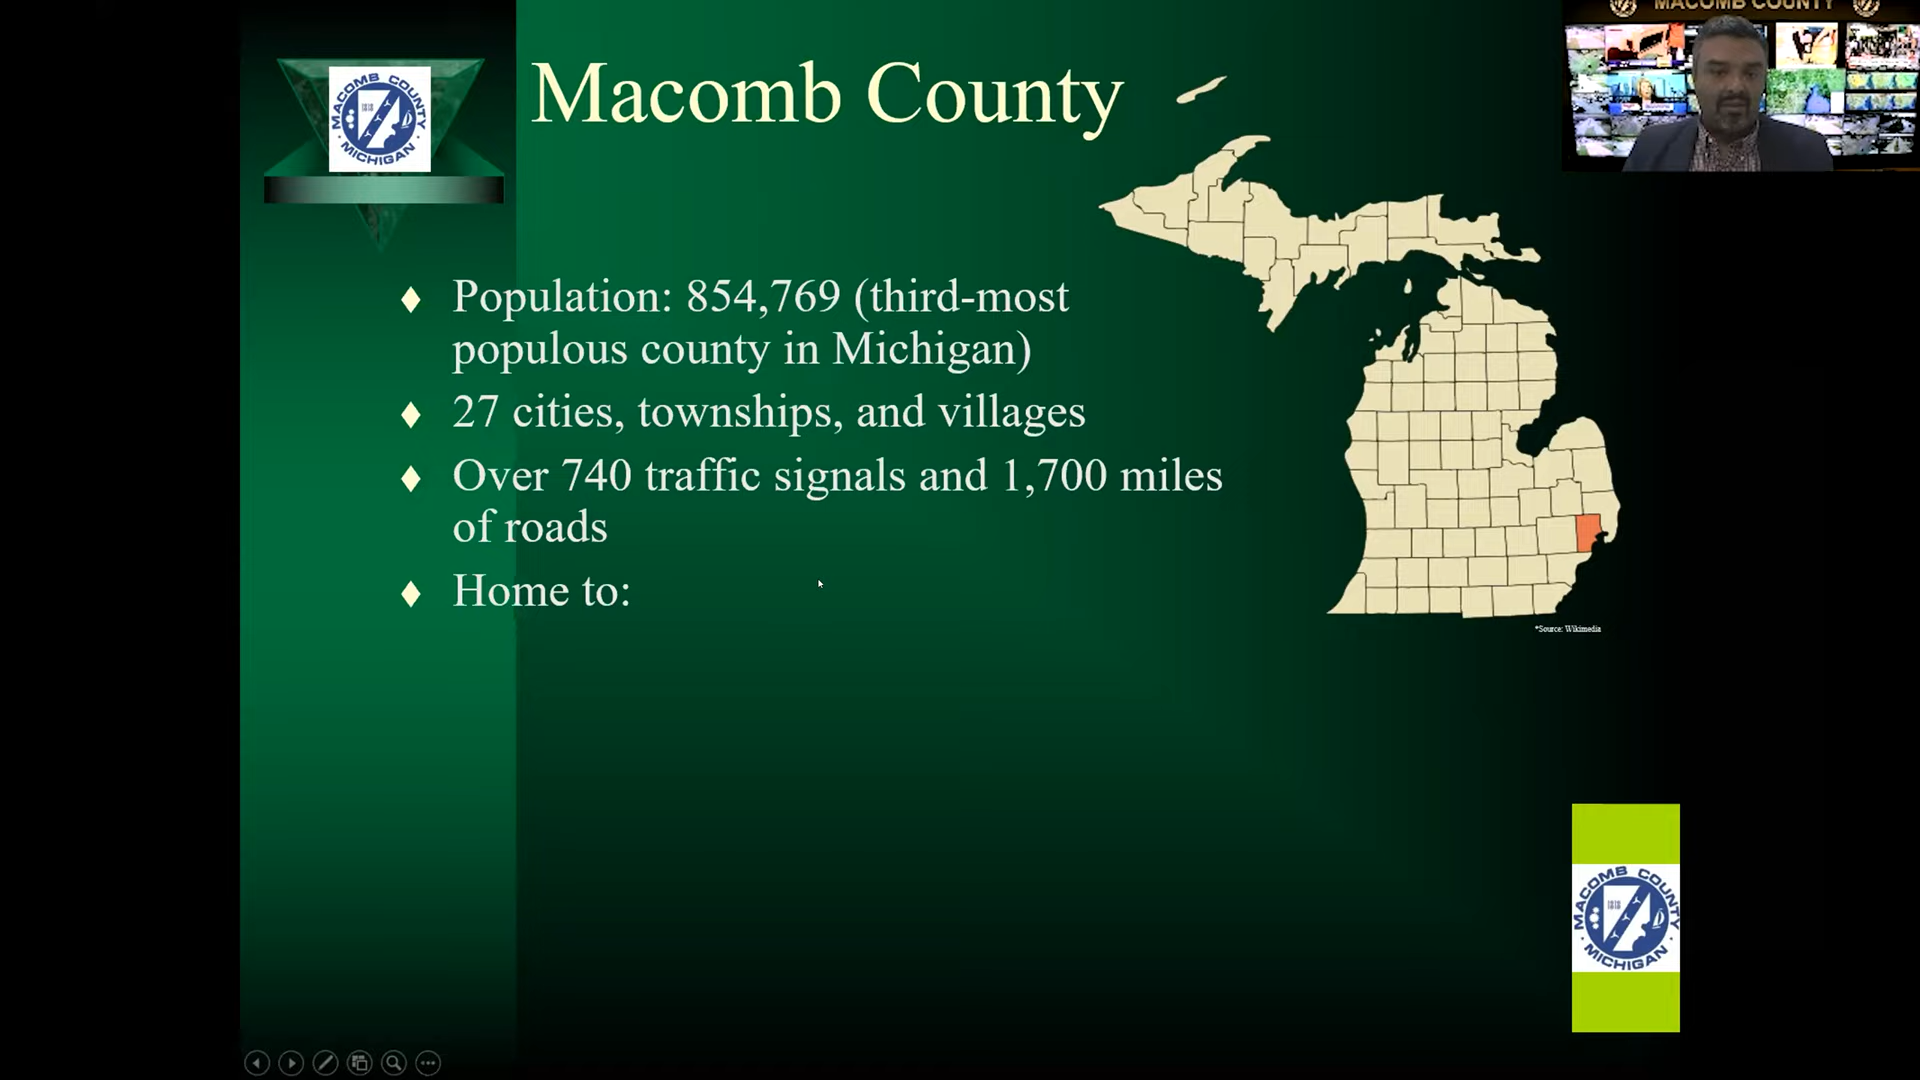 MACOMB COUNTY
Macomb County
MACOMB COUNTY
1818
MICHIGAN
Population: 854,769 (third-most
populous county in Michigan)
27 cities, townships, and villages
Over 740 traffic signals and 1,700 miles
of roads
Home to:
*Source: Wikimedia
MACOMB COUNTY
1818
MICHIGAN